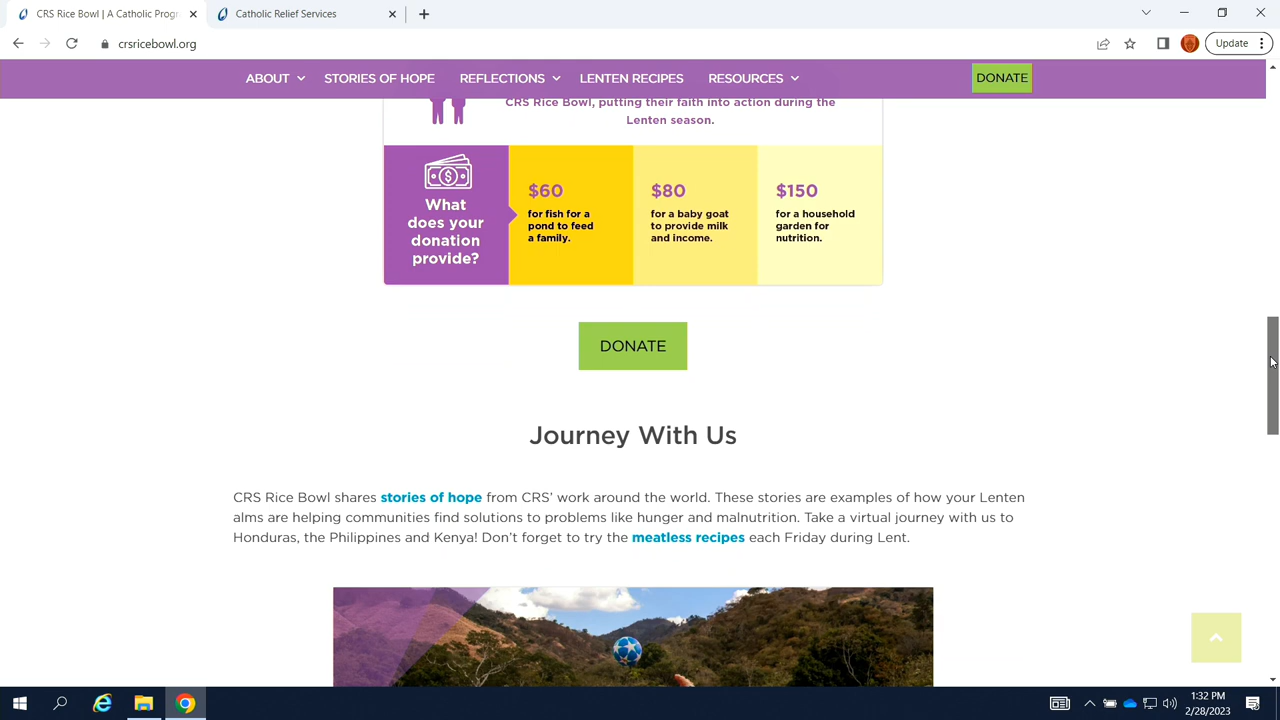 CRS Rice Bowl | A Catholic Prog
Catholic Relief Services
crsricebowl.org
Update
ABOUT
STORIES OF HOPE
REFLECTIONS
LENTEN RECIPES
RESOURCES
DONATE
CRS Rice Bowl, putting their faith into action during the
Lenten season.
What
does your
donation
provide?
$60
for fish for a
pond to feed
a family.
$80
for a baby goat
to provide milk
and income.
$150
for a household
garden for
nutrition.
DONATE
Journey With Us
CRS Rice Bowl shares stories of hope from CRS’ work around the world. These stories are examples of how your Lenten
alms are helping communities find solutions to problems like hunger and malnutrition. Take a virtual journey with us to
Honduras, the Philippines and Kenya! Don’t forget to try the meatless recipes each Friday during Lent.
1:32 PM
2/28/2023